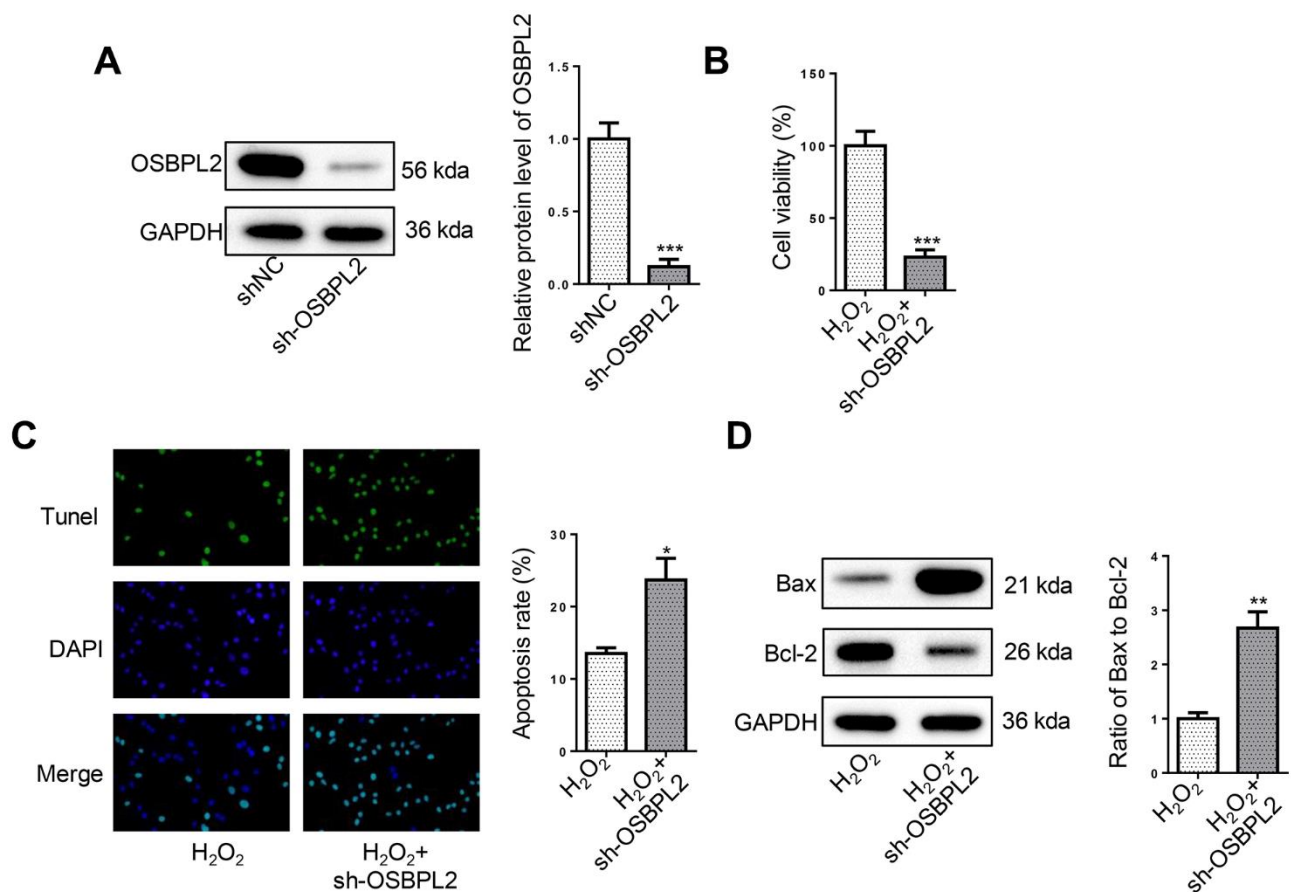 A
OSBPL2
56 kda
GAPDH
36 kda
shNC
sh-OSBPL2
Relative protein level of OSBPL2
1.5
1.0
0.5
0.0
***
shNC
sh-OSBPL2
B
Cell viability (%)
150
100
50
0
***
H₂O₂
H₂O₂+
sh-OSBPL2
C
Tunel
DAPI
Merge
H₂O₂
H₂O₂+
sh-OSBPL2
Apoptosis rate (%)
30
20
10
0
*
H₂O₂
H₂O₂+
sh-OSBPL2
D
Bax
21 kda
Bcl-2
26 kda
GAPDH
36 kda
H₂O₂
H₂O₂+
sh-OSBPL2
Ratio of Bax to Bcl-2
4
3
2
1
0
**
H₂O₂
H₂O₂+
sh-OSBPL2